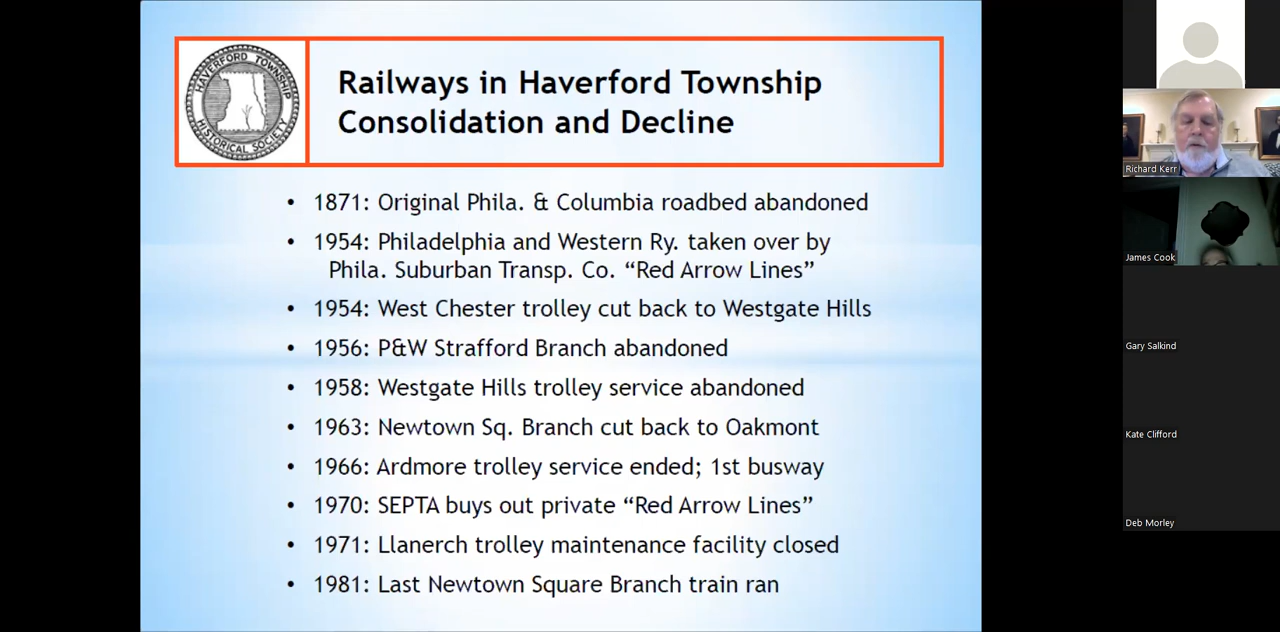 HAVERFORD TOWNSHIP
HISTORICAL SOCIETY
Railways in Haverford Township
Consolidation and Decline
• 1871: Original Phila. & Columbia roadbed abandoned
• 1954: Philadelphia and Western Ry. taken over by
Phila. Suburban Transp. Co. “Red Arrow Lines”
• 1954: West Chester trolley cut back to Westgate Hills
• 1956: P&W Strafford Branch abandoned
• 1958: Westgate Hills trolley service abandoned
• 1963: Newtown Sq. Branch cut back to Oakmont
• 1966: Ardmore trolley service ended; 1st busway
• 1970: SEPTA buys out private “Red Arrow Lines”
• 1971: Llanerch trolley maintenance facility closed
• 1981: Last Newtown Square Branch train ran
Richard Kerr
James Cook
Gary Salkind
Kate Clifford
Deb Morley